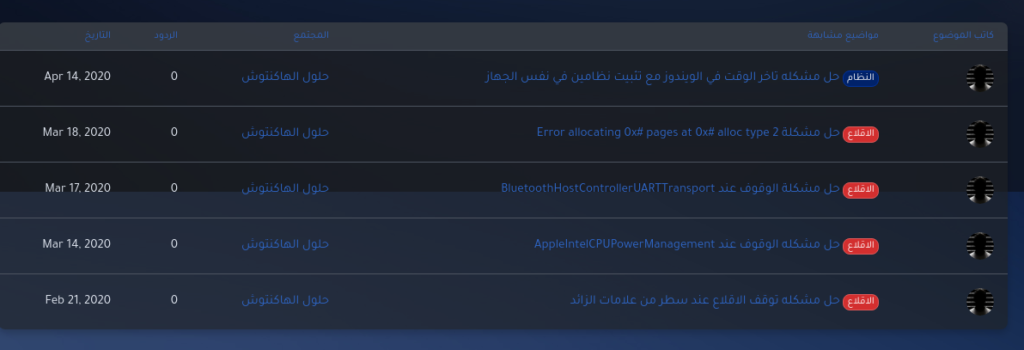 كاتب الموضوع مواضيع مشابهة المجتمع الردود التاريخ
النظام حل مشكله تاخر الوقت في الويندوز مع تثبيت نظامين في نفس الجهاز حلول الهاكنتوش 0 Apr 14, 2020
الاقلاع حل مشكلة Error allocating 0x# pages at 0x# alloc type 2 حلول الهاكنتوش 0 Mar 18, 2020
الاقلاع حل مشكلة الوقوف عند BluetoothHostControllerUARTTransport حلول الهاكنتوش 0 Mar 17, 2020
الاقلاع حل مشكله الوقوف عند AppleIntelCPUPowerManagement حلول الهاكنتوش 0 Mar 14, 2020
الاقلاع حل مشكله توقف الاقلاع عند سطر من علامات الزائد حلول الهاكنتوش 0 Feb 21, 2020